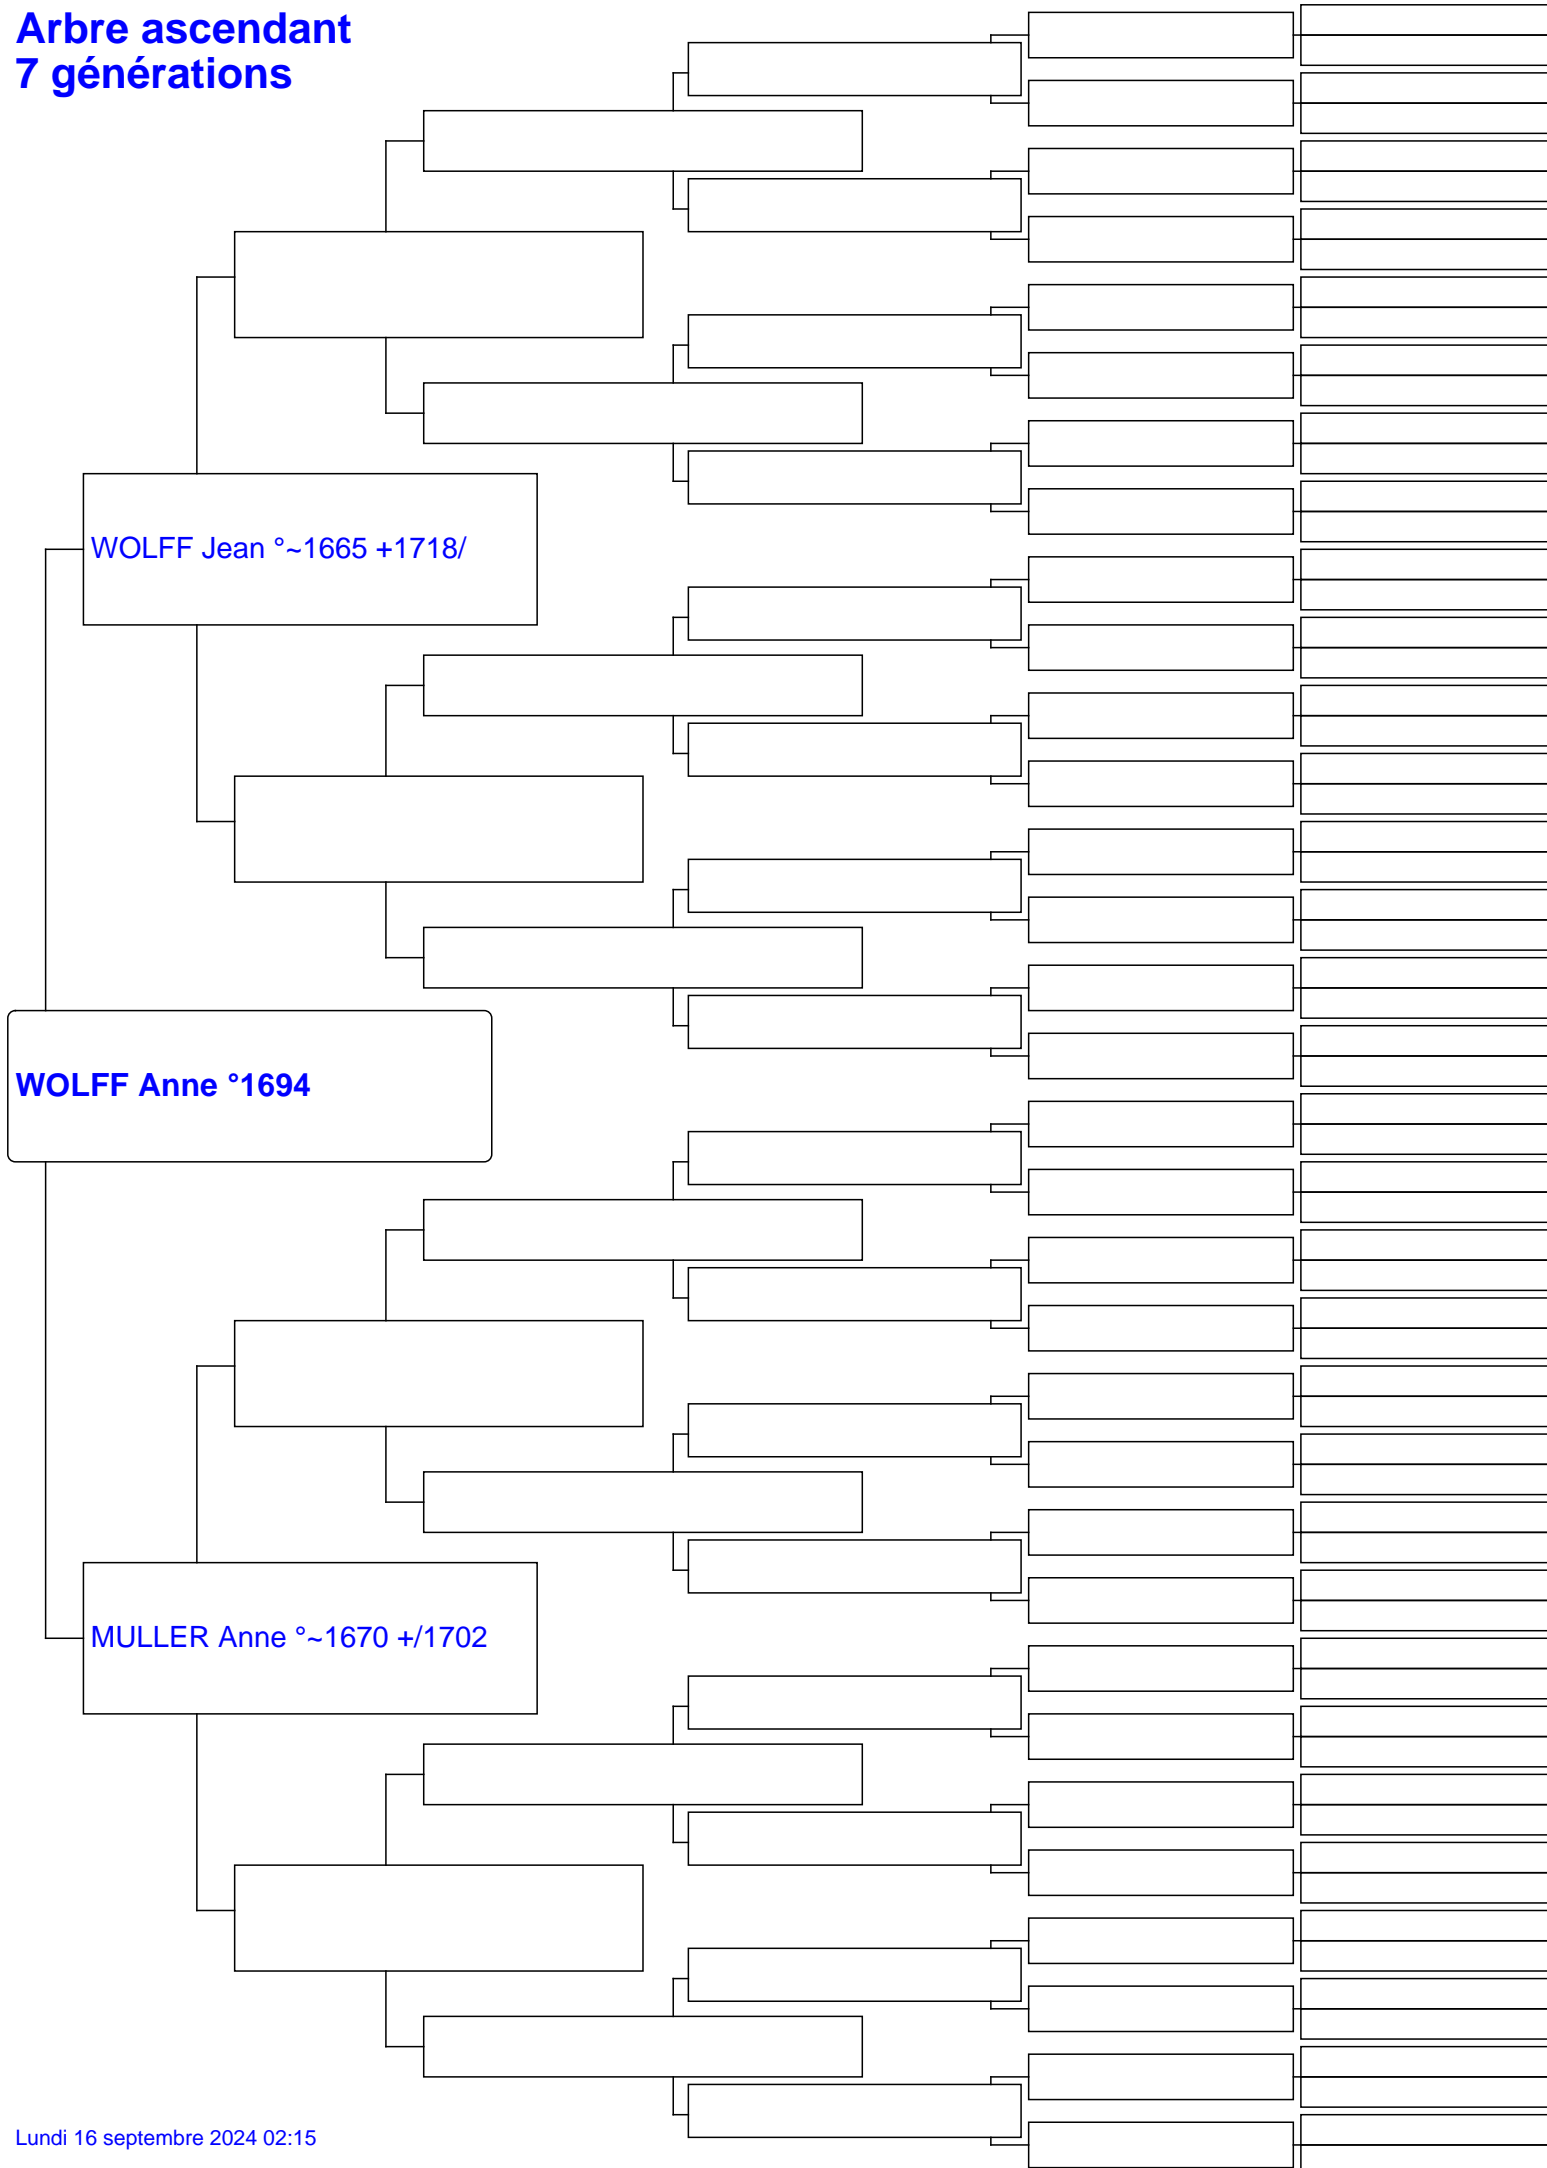 Arbre ascendant
7 générations
WOLFF Jean °~1665 +1718/
WOLFF Anne °1694
MULLER Anne °~1670 +/1702
Lundi 16 septembre 2024 02:15